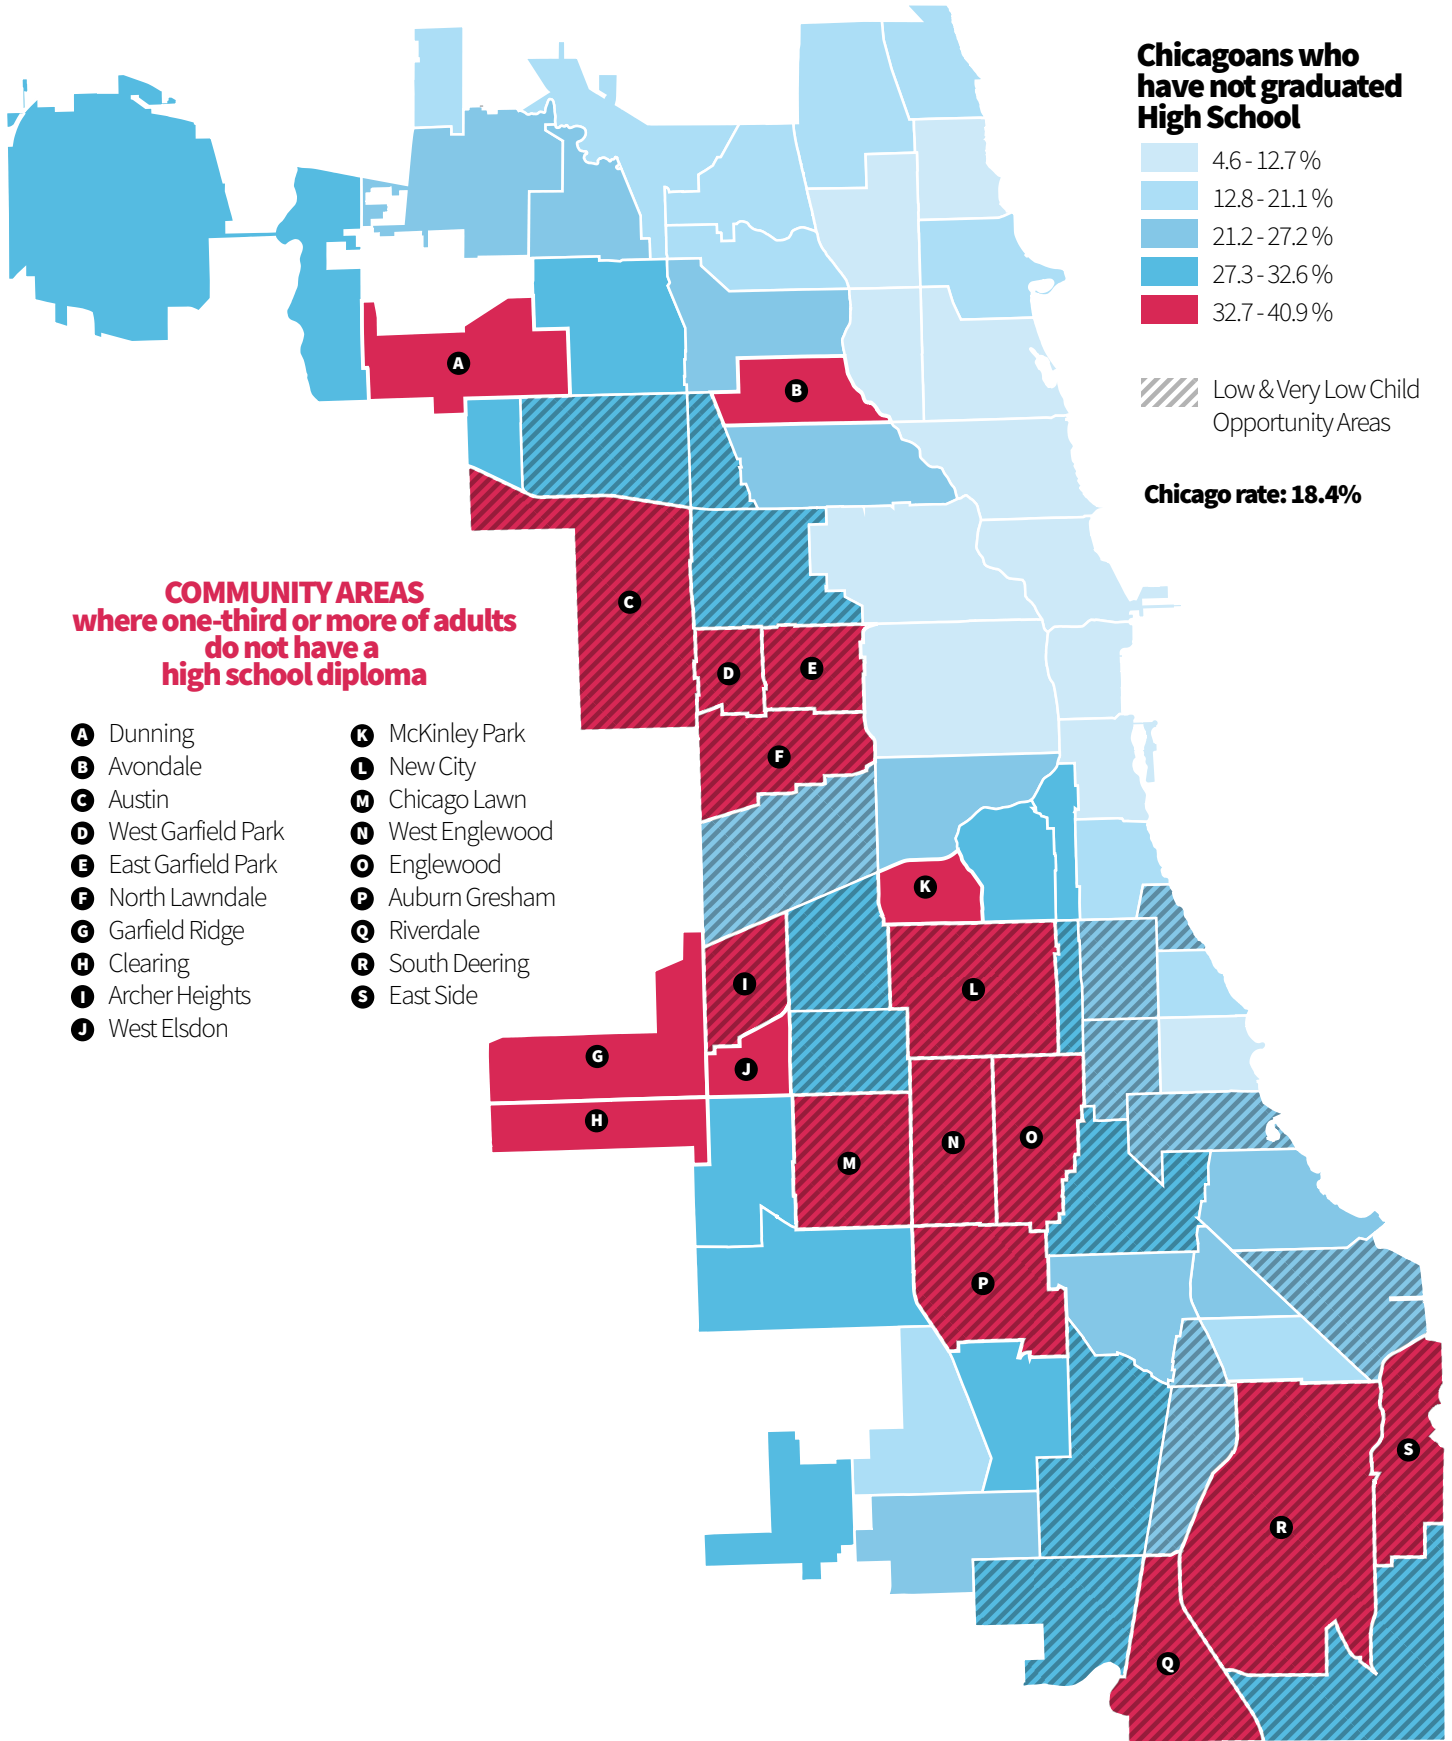 Chicagoans who
have not graduated
High School
4.6 - 12.7 %
12.8 - 21.1 %
21.2 - 27.2 %
27.3 - 32.6 %
32.7 - 40.9 %
Low & Very Low Child
Opportunity Areas
Chicago rate: 18.4%
COMMUNITY AREAS
where one-third or more of adults
do not have a
high school diploma
A Dunning
B Avondale
C Austin
D West Garfield Park
E East Garfield Park
F North Lawndale
G Garfield Ridge
H Clearing
I Archer Heights
J West Elsdon
K McKinley Park
L New City
M Chicago Lawn
N West Englewood
O Englewood
P Auburn Gresham
Q Riverdale
R South Deering
S East Side
A
B
C
D
E
F
K
I
L
G
J
H
N
O
M
P
S
R
Q